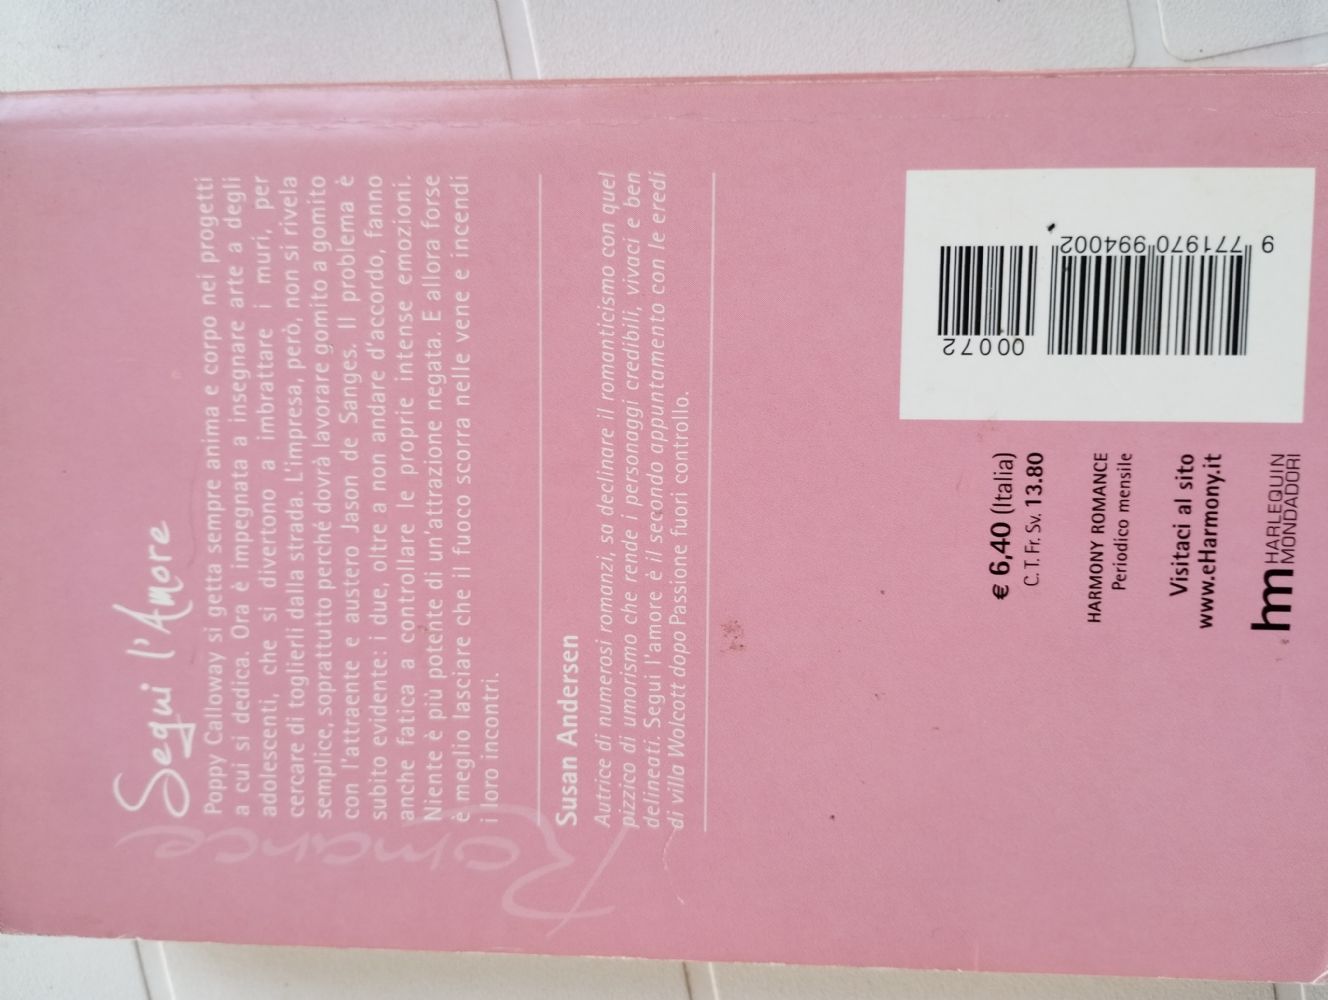 Segui l'Amore
Poppy Calloway si getta sempre anima e corpo nei progetti
a cui si dedica. Ora è impegnata a insegnare arte a degli
adolescenti, che si divertono a imbrattare i muri, per
cercare di toglierli dalla strada. L'impresa, però, non si rivela
semplice, soprattutto perché dovrà lavorare gomito a gomito
con l'attraente e austero Jason de Sanges. Il problema è
subito evidente: i due, oltre a non andare d'accordo, fanno
anche fatica a controllare le proprie intense emozioni.
Niente è più potente di un'attrazione negata. E allora forse
è meglio lasciare che il fuoco scorra nelle vene e incendi
i loro incontri.
Romance
Susan Andersen
Autrice di numerosi romanzi, sa declinare il romanticismo con quel
pizzico di umorismo che rende i personaggi credibili, vivaci e ben
delineati. Segui l'amore è il secondo appuntamento con le eredi
di villa Wolcott dopo Passione fuori controllo.
€ 6,40 (Italia)
C.T. Fr. Sv. 13.80
HARMONY ROMANCE
Periodico mensile
Visitaci al sito
www.eHarmony.it
hm HARLEQUIN
MONDADORI
00072
9 771970 994002